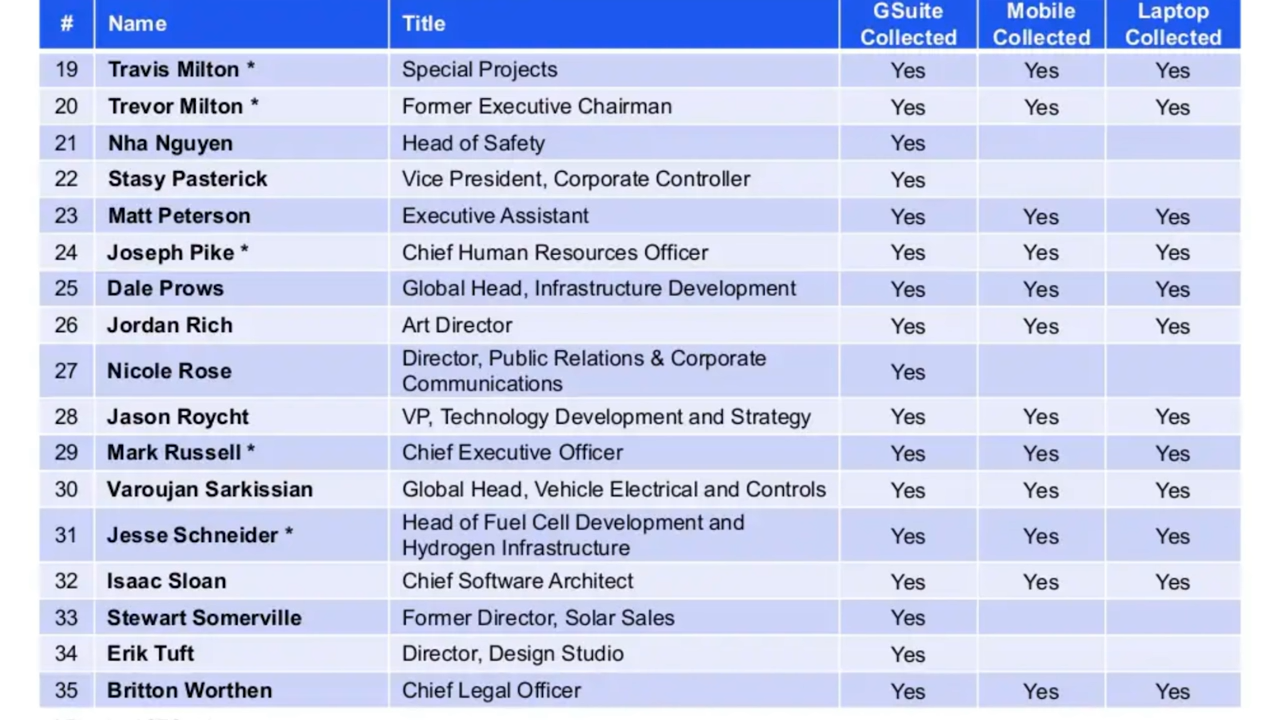 # Name Title GSuite Collected Mobile Collected Laptop Collected
19 Travis Milton * Special Projects Yes Yes Yes
20 Trevor Milton * Former Executive Chairman Yes Yes Yes
21 Nha Nguyen Head of Safety Yes
22 Stasy Pasterick Vice President, Corporate Controller Yes
23 Matt Peterson Executive Assistant Yes Yes Yes
24 Joseph Pike * Chief Human Resources Officer Yes Yes Yes
25 Dale Prows Global Head, Infrastructure Development Yes Yes Yes
26 Jordan Rich Art Director Yes Yes Yes
27 Nicole Rose Director, Public Relations & Corporate Communications Yes
28 Jason Roycht VP, Technology Development and Strategy Yes Yes Yes
29 Mark Russell * Chief Executive Officer Yes Yes Yes
30 Varoujan Sarkissian Global Head, Vehicle Electrical and Controls Yes Yes Yes
31 Jesse Schneider * Head of Fuel Cell Development and Hydrogen Infrastructure Yes Yes Yes
32 Isaac Sloan Chief Software Architect Yes Yes Yes
33 Stewart Somerville Former Director, Solar Sales Yes
34 Erik Tuft Director, Design Studio Yes
35 Britton Worthen Chief Legal Officer Yes Yes Yes